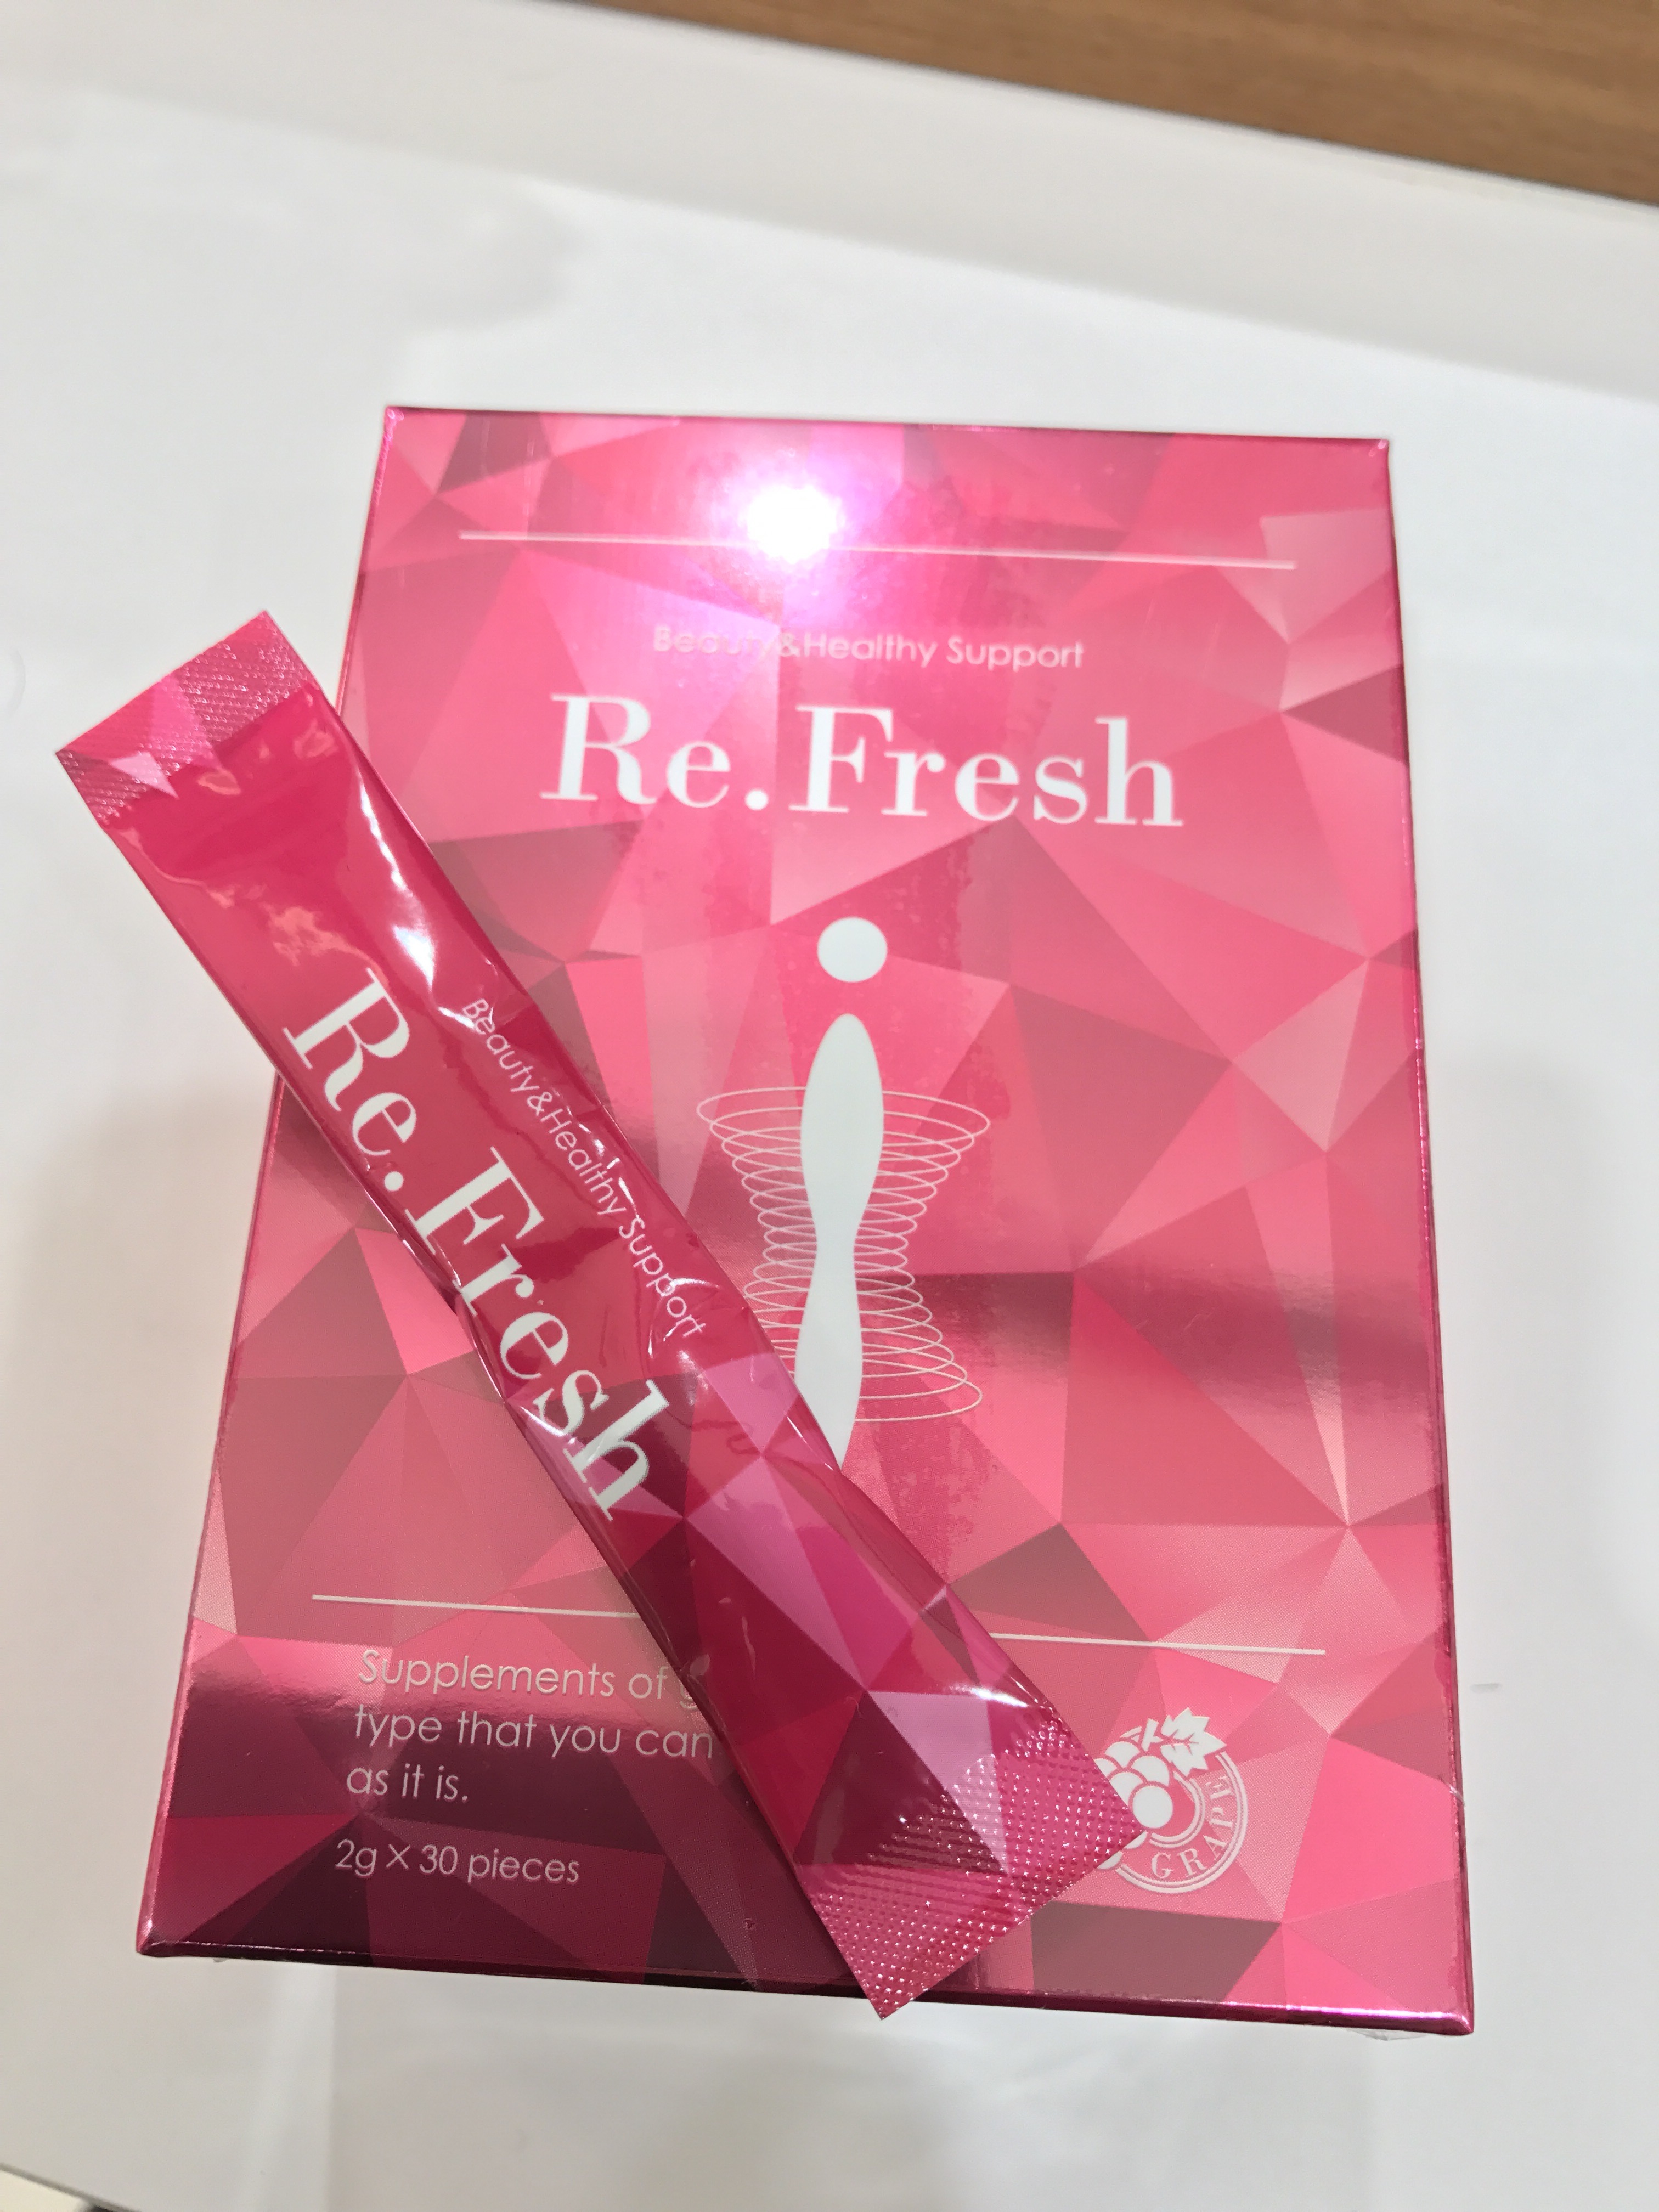 Beauty&Healthy Support
Re.Fresh
Beauty&Healthy Support
Re.Fresh
Supplements of
type that you can
as it is.
2g×30 pieces
GRAPE